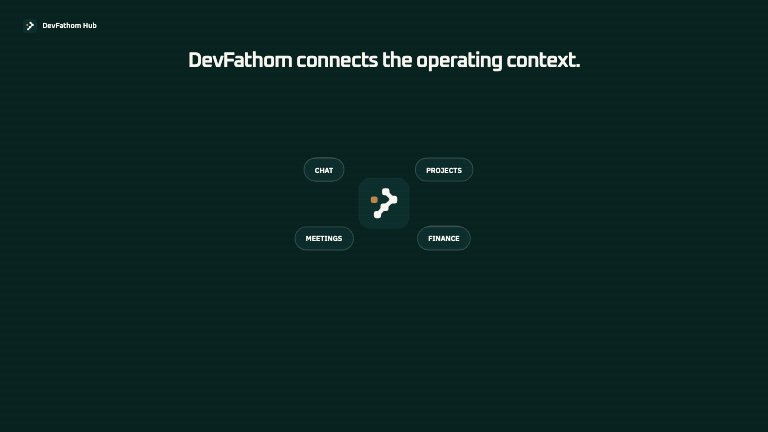 DevFathom Hub
DevFathom connects the operating context.
CHAT
PROJECTS
MEETINGS
FINANCE